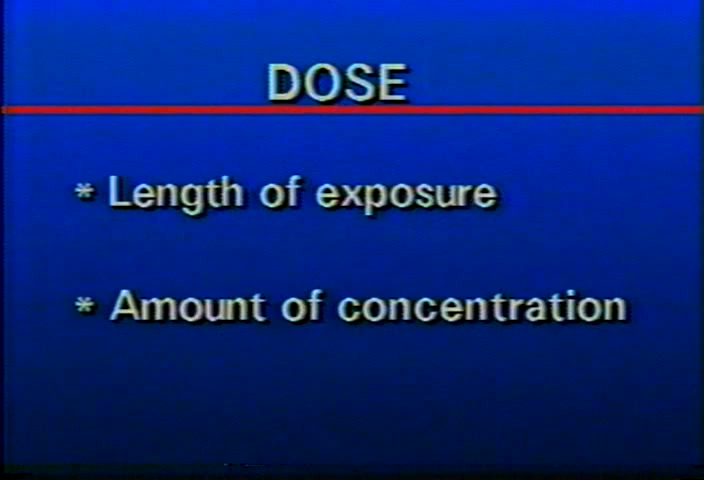 DOSE
* Length of exposure
* Amount of concentration